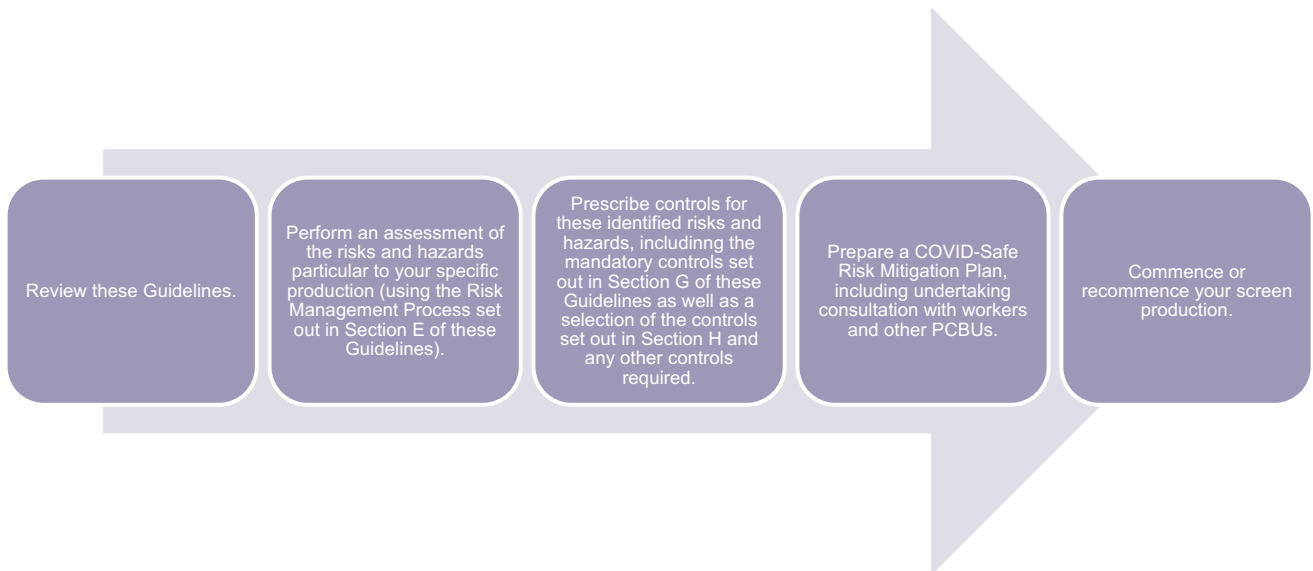 Review these Guidelines.
Perform an assessment of
the risks and hazards
particular to your specific
production (using the Risk
Management Process set
out in Section E of these
Guidelines).
Prescribe controls for
these identified risks and
hazards, includinng the
mandatory controls set
out in Section G of these
Guidelines as well as a
selection of the controls
set out in Section H and
any other controls
required.
Prepare a COVID-Safe
Risk Mitigation Plan,
including undertaking
consultation with workers
and other PCBUs.
Commence or
recommence your screen
production.